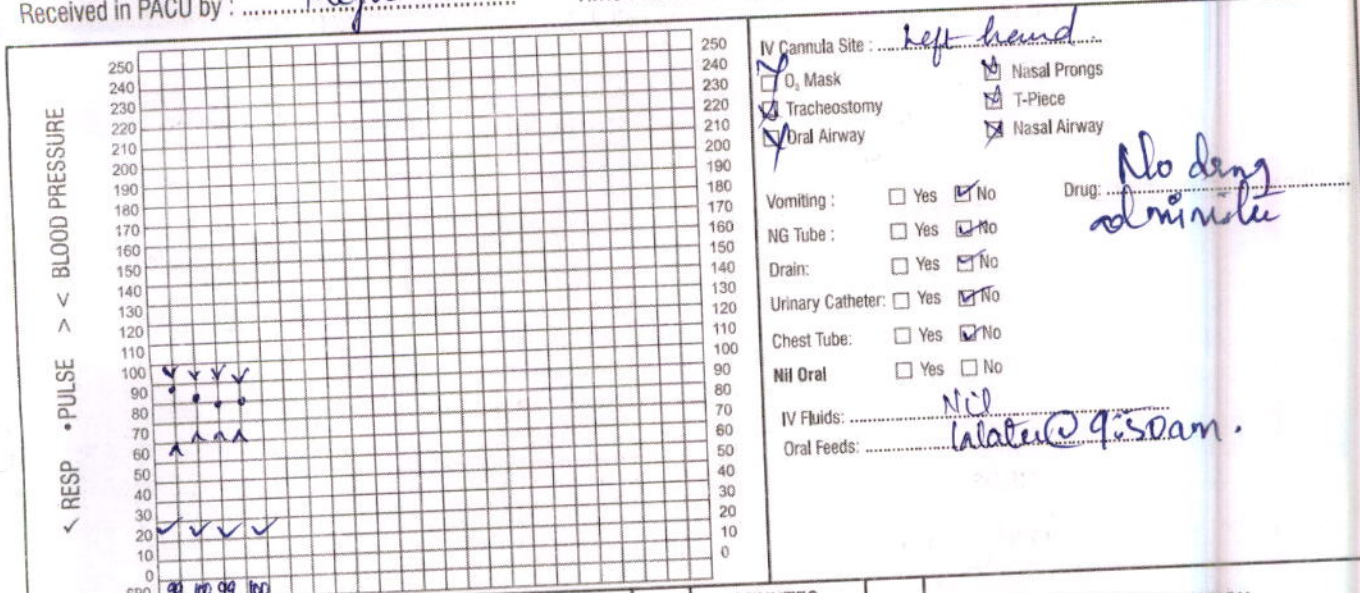 Received in PACU by :
250 250 IV Cannula Site : Left hand
240 240 O₂ Mask Nasal Prongs
230 230 Tracheostomy T-Piece
220 220 Oral Airway Nasal Airway
210 210
200 200
190 190
180 180 Vomiting : Yes No Drug: No drug
170 170
160 160 NG Tube : Yes No
150 150
140 140 Drain: Yes No
130 130
120 120 Urinary Catheter: Yes No
110 110
100 100 Chest Tube: Yes No
90 90
80 80 Nil Oral Yes No
70 70
60 60 IV Fluids: Nil
50 50 Oral Feeds: @ 9:50am.
40 40
30 30
20 20
10 10
0 0
< RESP • PULSE > < BLOOD PRESSURE
99 100 99 100